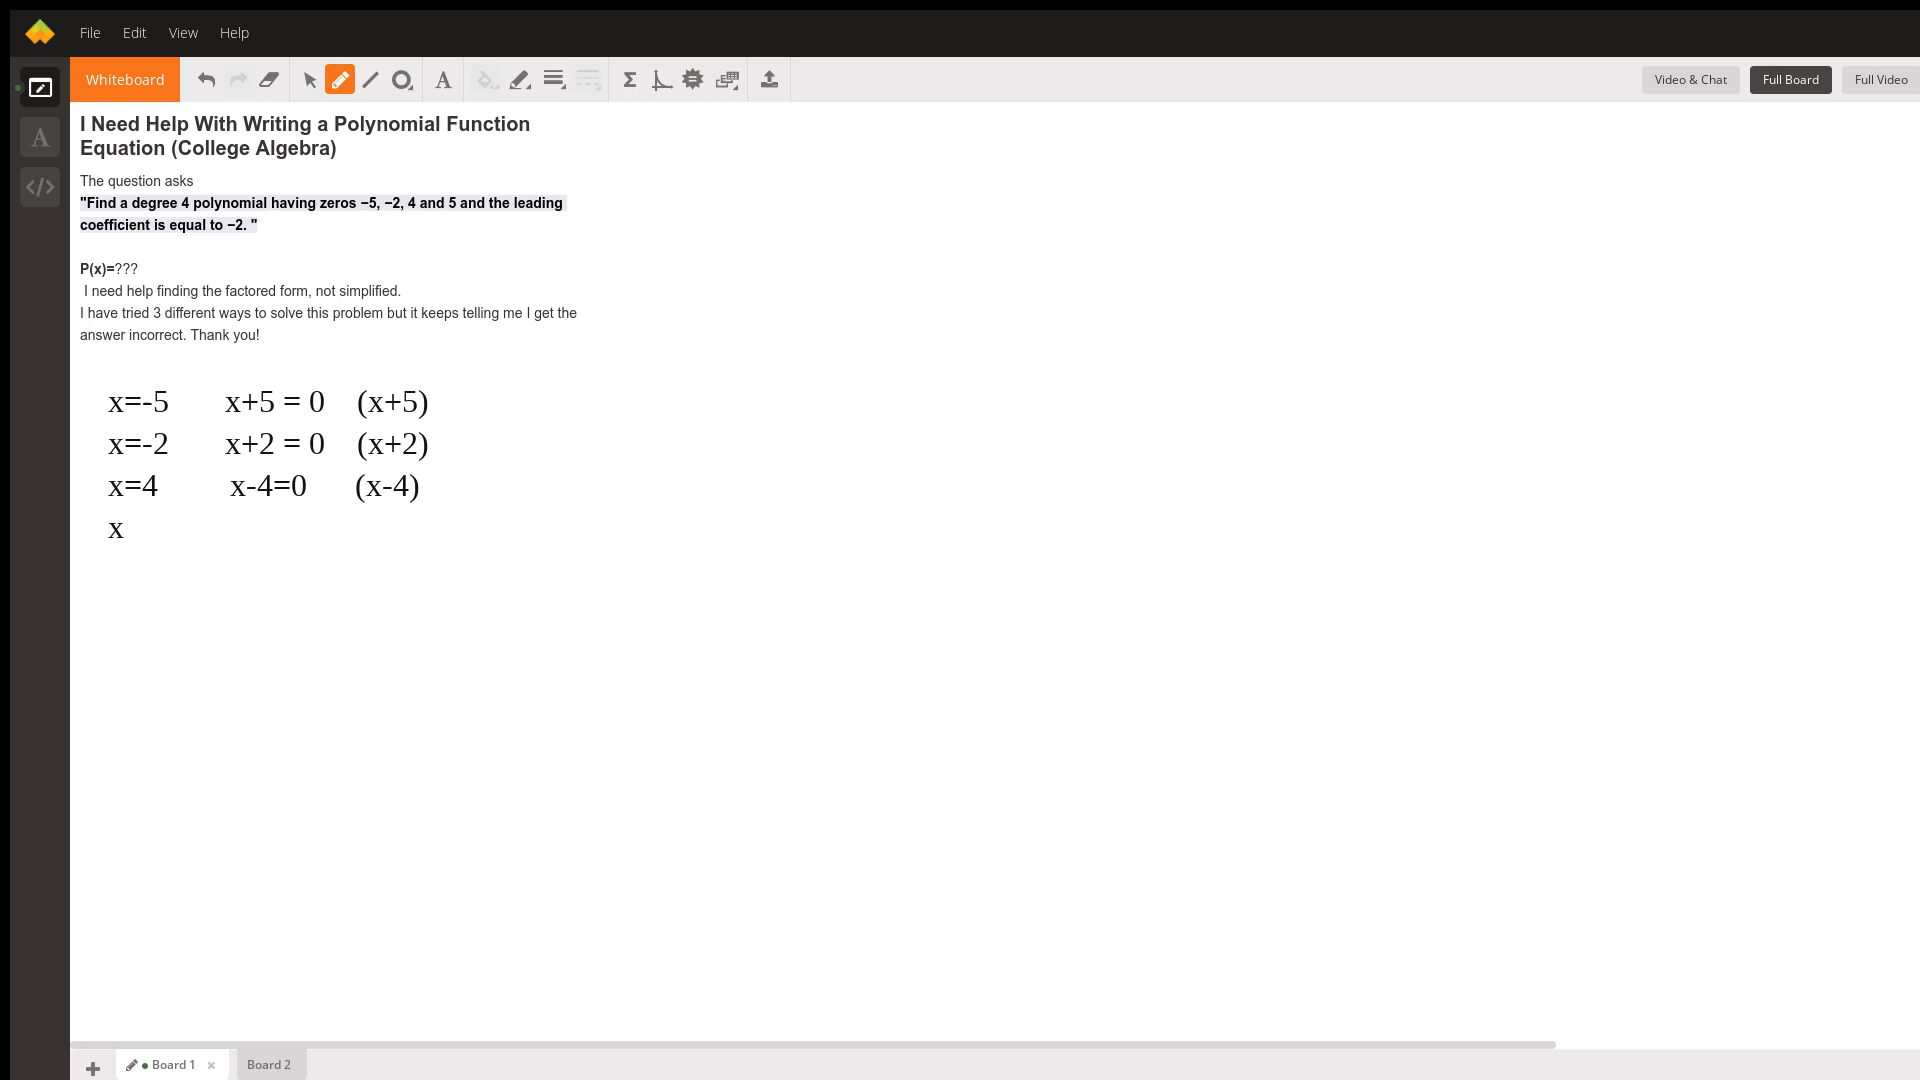 File Edit View Help
Whiteboard A Σ Video & Chat Full Board Full Video
A
</>
I Need Help With Writing a Polynomial Function
Equation (College Algebra)
The question asks
"Find a degree 4 polynomial having zeros −5, −2, 4 and 5 and the leading
coefficient is equal to −2. "
P(x)=???
I need help finding the factored form, not simplified.
I have tried 3 different ways to solve this problem but it keeps telling me I get the
answer incorrect. Thank you!
x=-5 x+5 = 0 (x+5)
x=-2 x+2 = 0 (x+2)
x=4 x-4=0 (x-4)
x
Board 1 Board 2